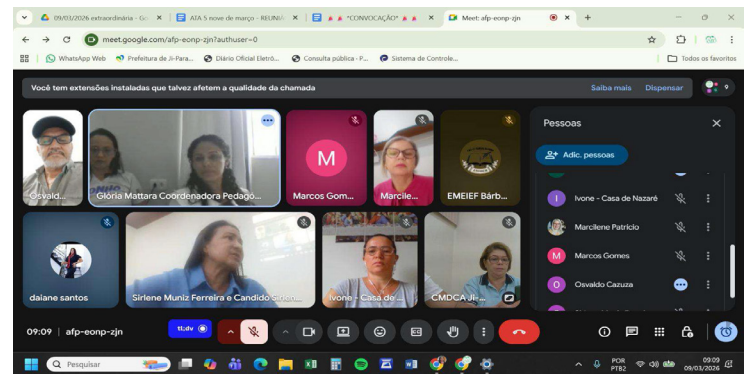 09/03/2026 extraordinária - Go
ATA 5 nove de março - REUNI
*CONVOCAÇÃO*
Meet: afp-eonp-zjn
meet.google.com/afp-eonp-zjn?authuser=0
WhatsApp Web
Prefeitura de Ji-Para...
Diário Oficial Eletrô...
Consulta pública - P...
Sistema de Controle...
Todos os favoritos
Você tem extensões instaladas que talvez afetem a qualidade da chamada
Saiba mais
Dispensar
9
Osvald...
Glória Mattara Coordenadora Pedagó...
M
Marcos Gom...
Marcile...
EMEIEF Bárb...
daiane santos
Sirlene Muniz Ferreira e Candido
Ivone - Casa de
CMDCA Ji-...
Pessoas
Adic. pessoas
I Ivone - Casa de Nazaré
Marcilene Patrício
M Marcos Gomes
O Osvaldo Cazuza
09:09 | afp-eonp-zjn
tl;dv
Pesquisar
POR
PTB2
09:09
09/03/2026